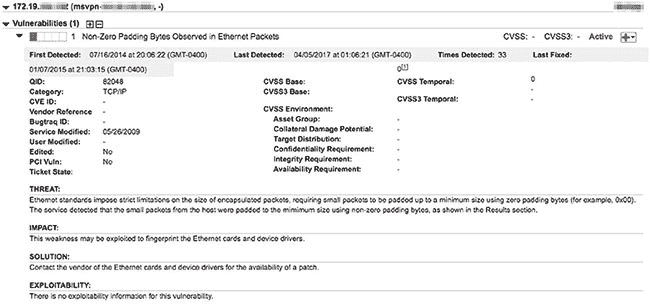 172.19. (msvpn- , -)
Vulnerabilities (1)
1 Non-Zero Padding Bytes Observed in Ethernet Packets CVSS: - CVSS3: - Active
First Detected: 07/16/2014 at 20:06:22 (GMT-0400) Last Detected: 04/05/2017 at 01:06:21 (GMT-0400) Times Detected: 33 Last Fixed:
01/07/2015 at 21:03:15 (GMT-0400)
QID: 82048 CVSS Base: 0[1] CVSS Temporal: 0
Category: TCP/IP CVSS3 Base: - CVSS3 Temporal: -
CVE ID: -
Vendor Reference - CVSS Environment:
Bugtraq ID: - Asset Group: -
Service Modified: 05/26/2009 Collateral Damage Potential: -
User Modified: - Target Distribution: -
Edited: No Confidentiality Requirement: -
PCI Vuln: No Integrity Requirement: -
Ticket State: Availability Requirement: -
THREAT:
Ethernet standards impose strict limitations on the size of encapsulated packets, requiring small packets to be padded up to a minimum size using zero padding bytes (for example, 0x00).
The service detected that the small packets from the host were padded to the mimimum size using non-zero padding bytes, as shown in the Results section.
IMPACT:
This weakness may be exploited to fingerprint the Ethernet cards and device drivers.
SOLUTION:
Contact the vendor of the Ethernet cards and device drivers for the availability of a patch.
EXPLOITABILITY:
There is no exploitability information for this vulnerability.